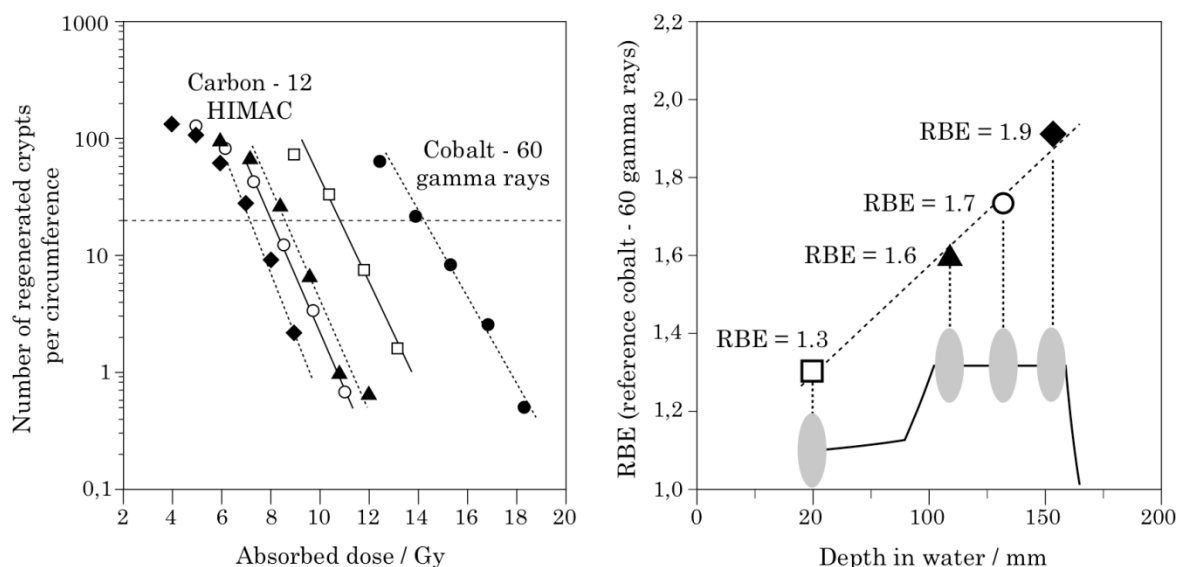 Number of regenerated crypts
per circumference
1000
100
10
1
0,1
Carbon - 12
HIMAC
Cobalt - 60
gamma rays
2
4
6
8
10
12
14
16
18
20
Absorbed dose / Gy
RBE (reference cobalt - 60 gamma rays)
2,2
2,0
1,8
1,6
1,4
1,2
1,0
RBE = 1.9
RBE = 1.7
RBE = 1.6
RBE = 1.3
0
20
100
150
200
Depth in water / mm